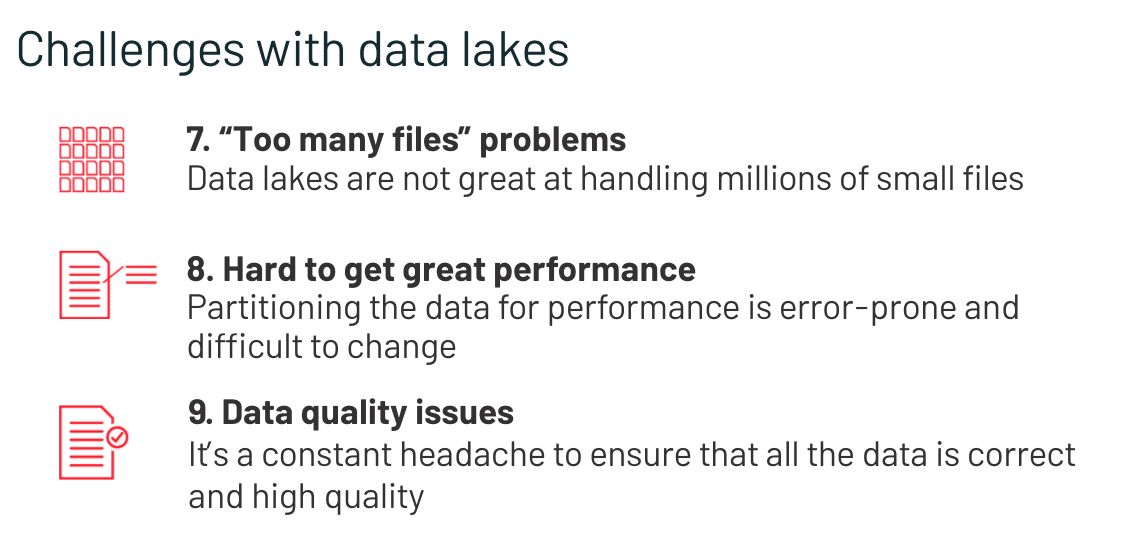 Challenges with data lakes
7. “Too many files” problems
Data lakes are not great at handling millions of small files
8. Hard to get great performance
Partitioning the data for performance is error-prone and
difficult to change
9. Data quality issues
It’s a constant headache to ensure that all the data is correct
and high quality